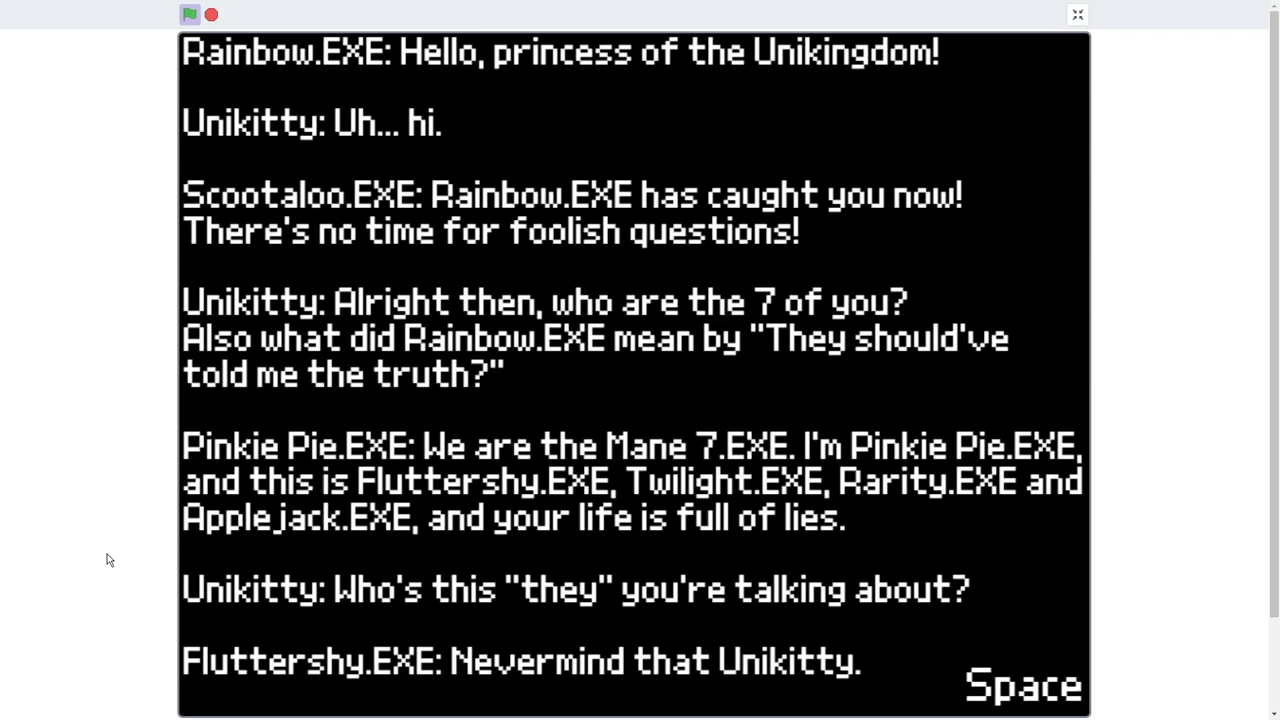 Rainbow.EXE: Hello, princess of the Unikingdom!
Unikitty: Uh... hi.
Scootaloo.EXE: Rainbow.EXE has caught you now!
There's no time for foolish questions!
Unikitty: Alright then, who are the 7 of you?
Also what did Rainbow.EXE mean by "They should've
told me the truth?"
Pinkie Pie.EXE: We are the Mane 7.EXE. I'm Pinkie Pie.EXE,
and this is Fluttershy.EXE, Twilight.EXE, Rarity.EXE and
Applejack.EXE, and your life is full of lies.
Unikitty: Who's this "they" you're talking about?
Fluttershy.EXE: Nevermind that Unikitty.
Space